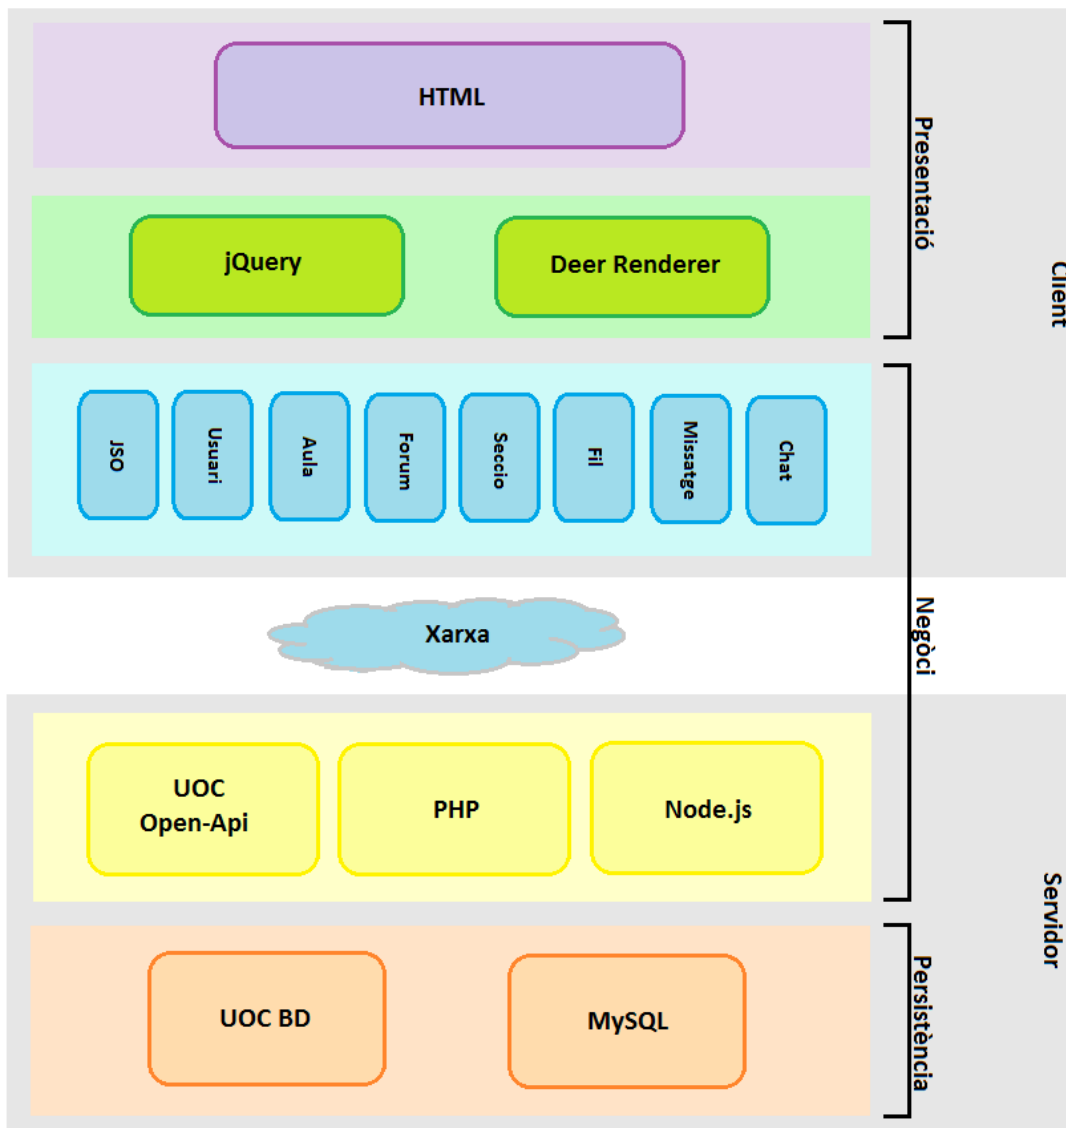 HTML
Presentació
jQuery
Deer Renderer
Client
JSO
Usuari
Aula
Forum
Seccio
Fil
Missatge
Chat
Xarxa
Negòci
UOC
Open-Api
PHP
Node.js
Servidor
UOC BD
MySQL
Persistència